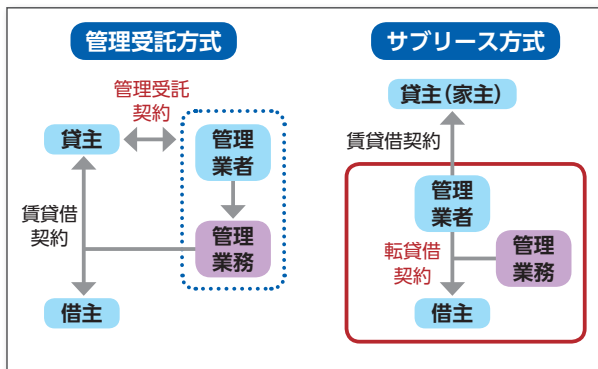 管理受託方式
管理受託
契約
貸主
管理
業者
賃貸借
契約
管理
業務
借主
サブリース方式
貸主（家主）
賃貸借契約
管理
業者
転貸借
契約
管理
業務
借主